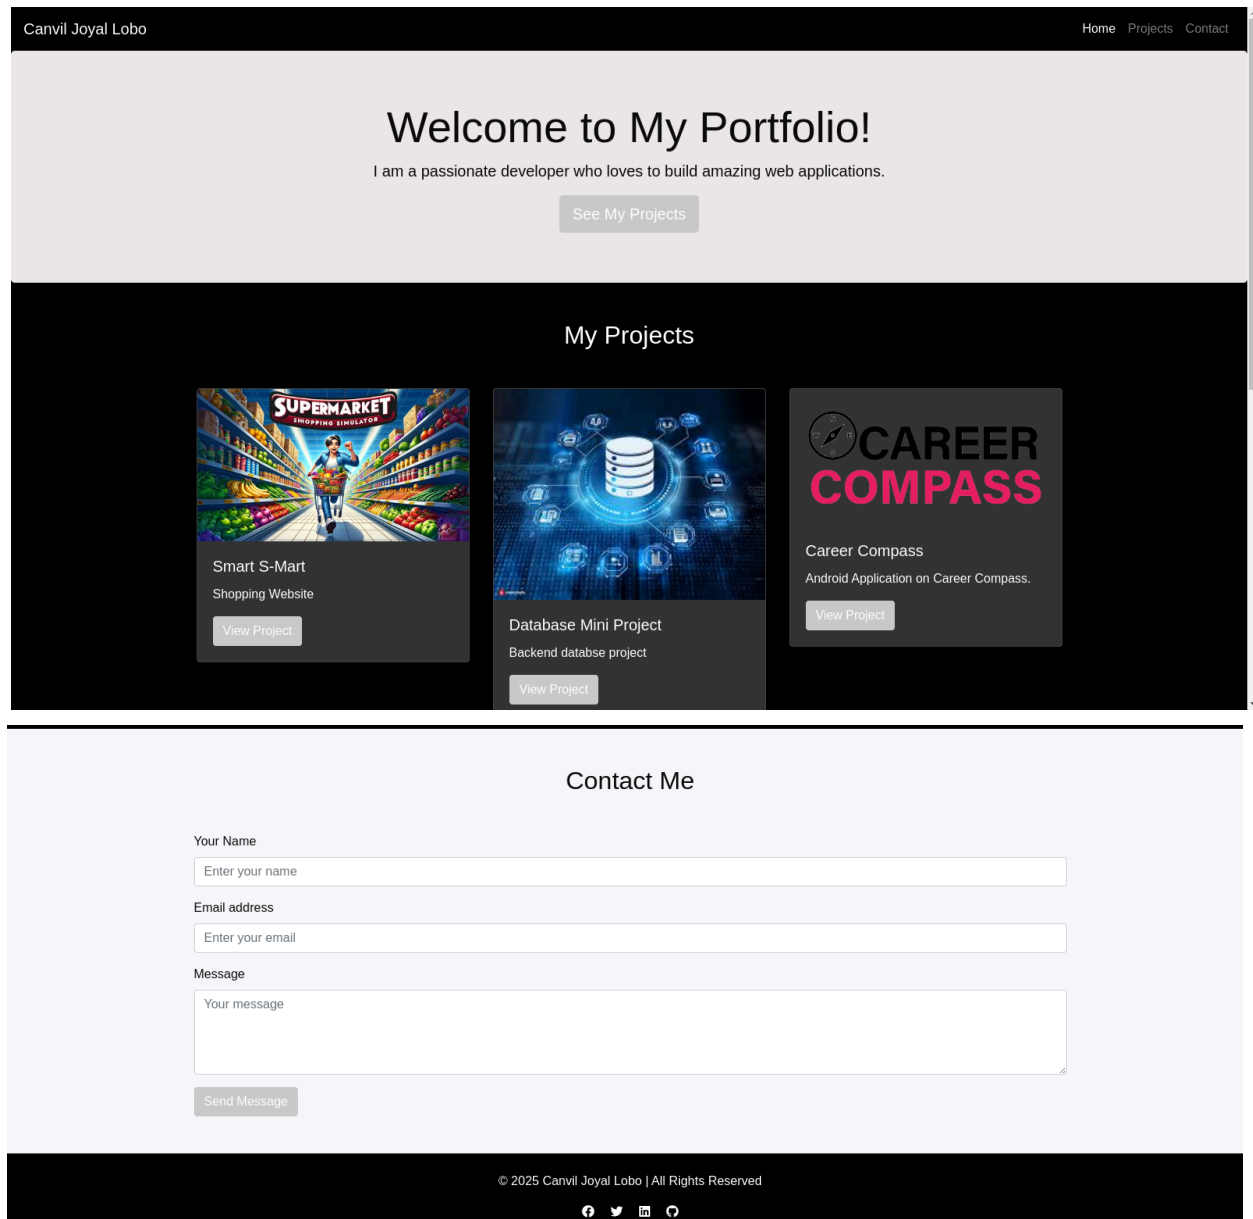 Canvil Joyal Lobo
Home Projects Contact
Welcome to My Portfolio!
I am a passionate developer who loves to build amazing web applications.
See My Projects
My Projects
SUPERMARKET
SHOPPING SIMULATOR
Smart S-Mart
Shopping Website
View Project
Database Mini Project
Backend databse project
View Project
N
W E
S
CAREER
COMPASS
Career Compass
Android Application on Career Compass.
View Project
Contact Me
Your Name
Enter your name
Email address
Enter your email
Message
Your message
Send Message
© 2025 Canvil Joyal Lobo | All Rights Reserved